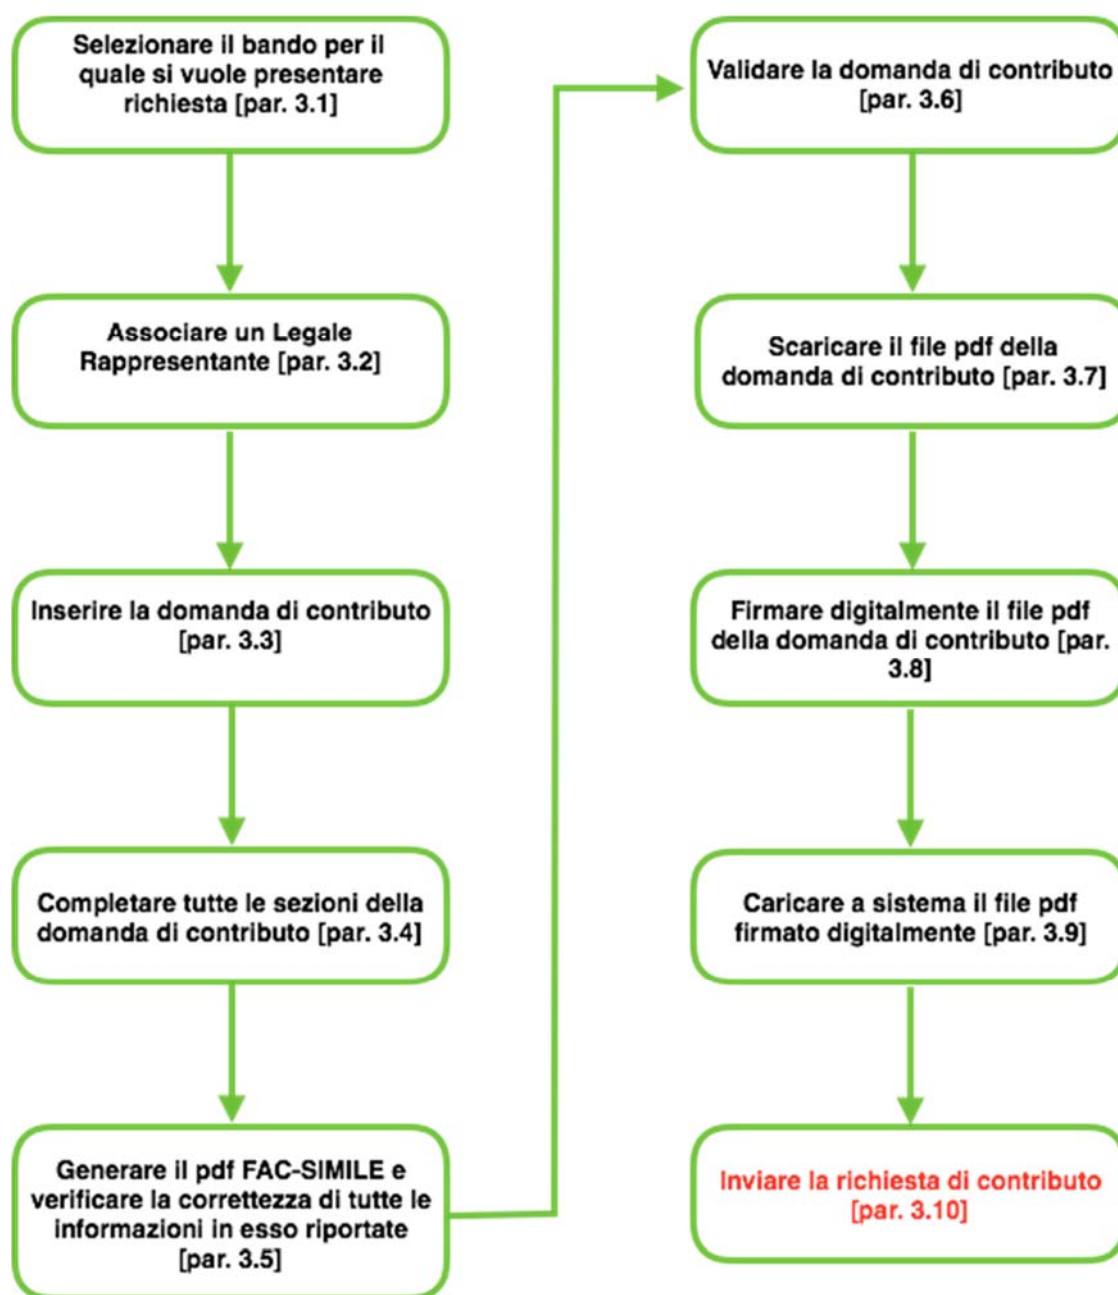 Selezionare il bando per il
quale si vuole presentare
richiesta [par. 3.1]
Associare un Legale
Rappresentante [par. 3.2]
Inserire la domanda di contributo
[par. 3.3]
Completare tutte le sezioni della
domanda di contributo [par. 3.4]
Generare il pdf FAC-SIMILE e
verificare la correttezza di tutte le
informazioni in esso riportate
[par. 3.5]
Validare la domanda di contributo
[par. 3.6]
Scaricare il file pdf della
domanda di contributo [par. 3.7]
Firmare digitalmente il file pdf
della domanda di contributo [par.
3.8]
Caricare a sistema il file pdf
firmato digitalmente [par. 3.9]
Inviare la richiesta di contributo
[par. 3.10]